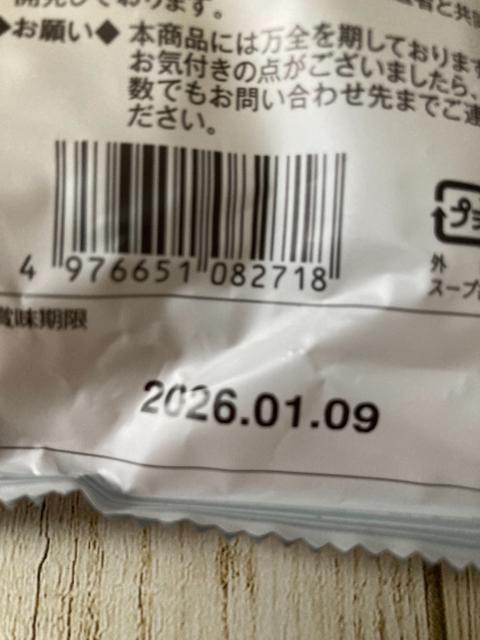 開発しております。
者と共
◆お願い◆ 本商品には万全を期しております
お気付きの点がございましたら、
数でもお問い合わせ先までご連
ださい。
プラ
外
スープ
4 976651 082718
賞味期限
2026.01.09